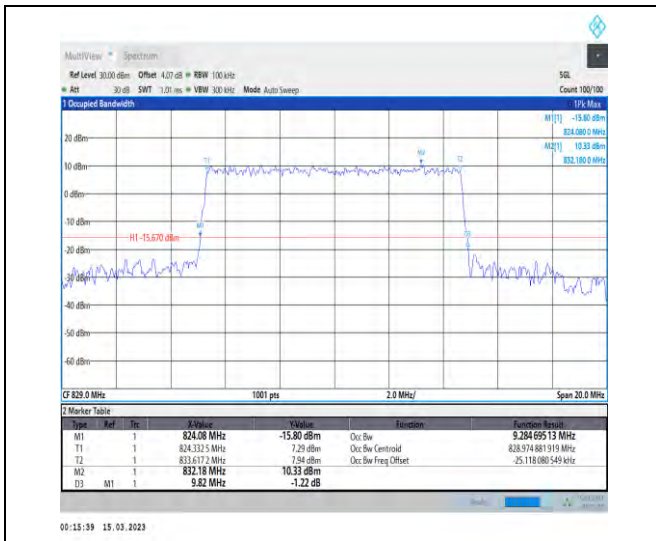 MultiView Spectrum
Ref Level 30.00 dBm Offset 4.07 dB RBW 100 kHz SGL
Att 30 dB SWT 1.01 ms VBW 300 kHz Mode Auto Sweep Count 100/100
1 Occupied Bandwidth 1Pk Max
M1[1] -15.80 dBm
824.080 0 MHz
M2[1] 10.33 dBm
832.180 0 MHz
20 dBm
10 dBm
0 dBm
-10 dBm
-20 dBm
-30 dBm
-40 dBm
-50 dBm
-60 dBm
T1
M2
T2
M1
D3
H1 -15.670 dBm
CF 829.0 MHz 1001 pts 2.0 MHz/ Span 20.0 MHz
2 Marker Table
Type Ref Trc X-Value Y-Value Function Function Result
M1 1 824.08 MHz -15.80 dBm Occ Bw 9.284 695 13 MHz
T1 1 824.332 5 MHz 7.29 dBm Occ Bw Centroid 828.974 881 919 MHz
T2 1 833.617 2 MHz 7.94 dBm Occ Bw Freq Offset -25.118 080 549 kHz
M2 1 832.18 MHz 10.33 dBm
D3 M1 1 9.82 MHz -1.22 dB
00:15:39 15.03.2023